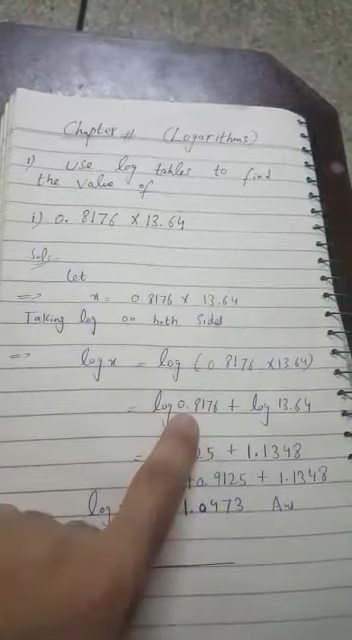 Chapter # (Logarithms)
1) use log tables to find
the value of
i) 0.8176 × 13.64
Sol:
let
=> x = 0.8176 × 13.64
Taking log on both sides
=> log x = log (0.8176 × 13.64)
= log 0.8176 + log 13.64
= 25 + 1.1348
+0.9125 + 1.1348
log 1.0473 Ans